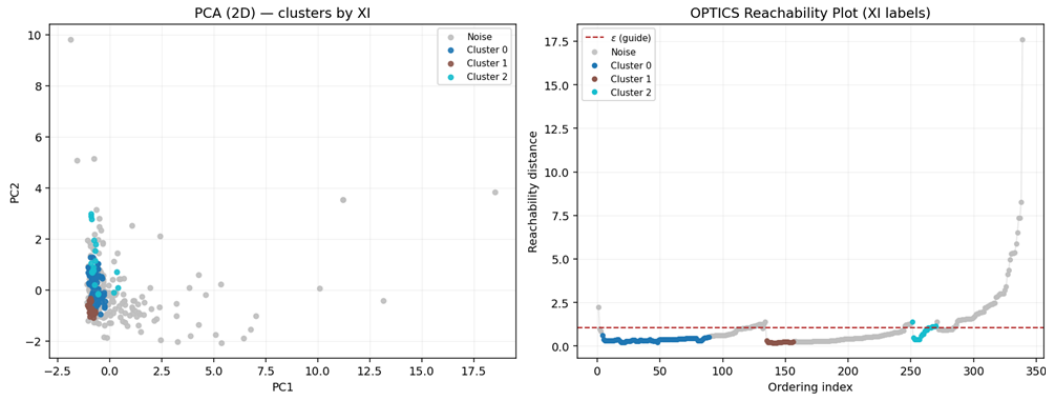 PCA (2D) — clusters by XI
10
8
6
4
2
0
−2
PC2
−2.5
0.0
2.5
5.0
7.5
10.0
12.5
15.0
17.5
PC1
Noise
Cluster 0
Cluster 1
Cluster 2
OPTICS Reachability Plot (XI labels)
17.5
15.0
12.5
10.0
7.5
5.0
2.5
0.0
Reachability distance
0
50
100
150
200
250
300
350
Ordering index
ε (guide)
Noise
Cluster 0
Cluster 1
Cluster 2